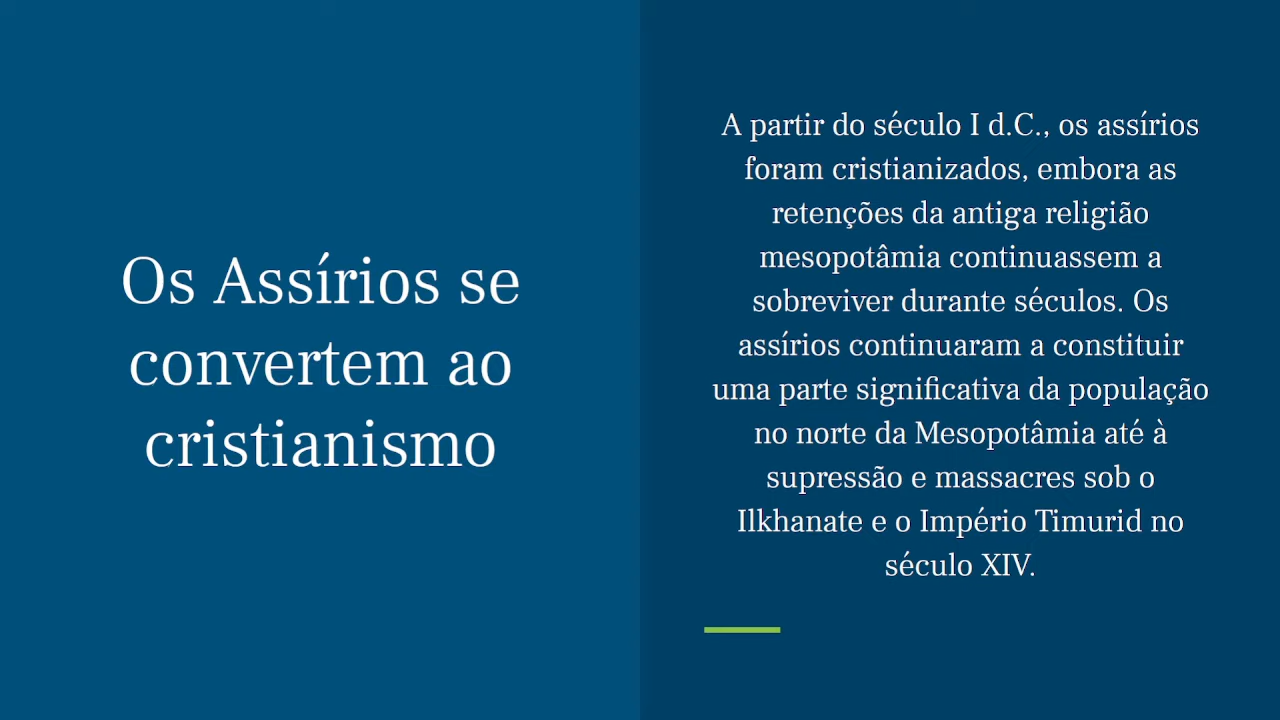 Os Assírios se
convertem ao
cristianismo
A partir do século I d.C., os assírios
foram cristianizados, embora as
retenções da antiga religião
mesopotâmia continuassem a
sobreviver durante séculos. Os
assírios continuaram a constituir
uma parte significativa da população
no norte da Mesopotâmia até à
supressão e massacres sob o
Ilkhanate e o Império Timurid no
século XIV.